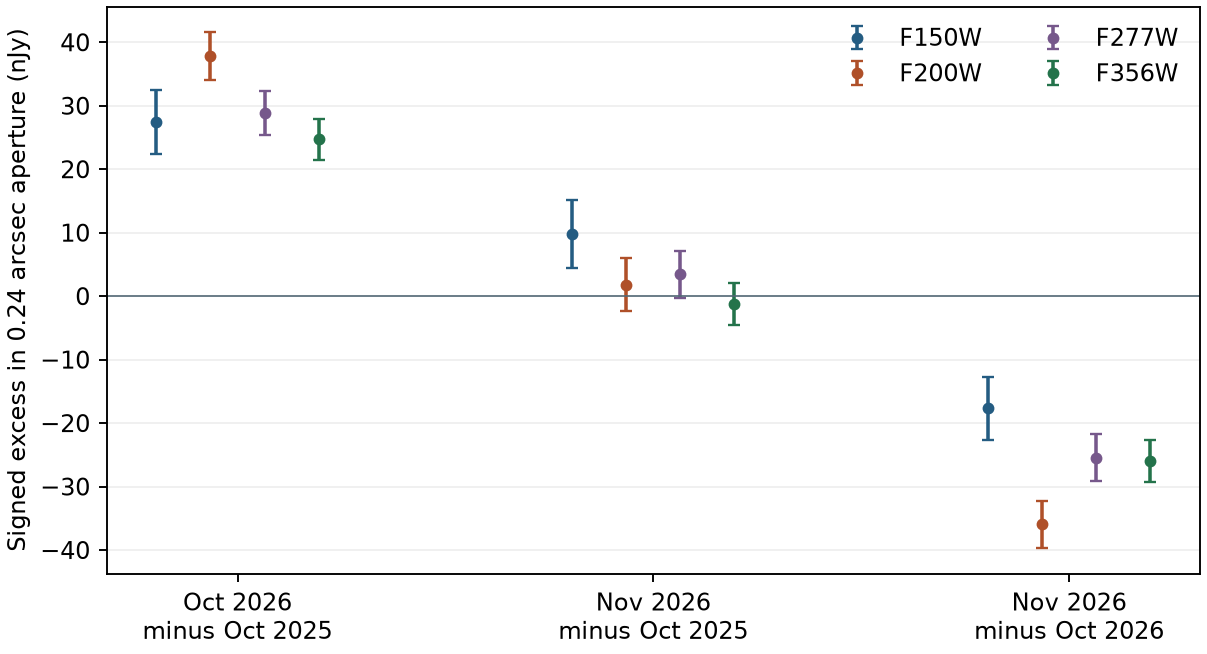 Signed excess in 0.24 arcsec aperture (nJy)
40
30
20
10
0
−10
−20
−30
−40
F150W
F200W
F277W
F356W
Oct 2026
minus Oct 2025
Nov 2026
minus Oct 2025
Nov 2026
minus Oct 2026